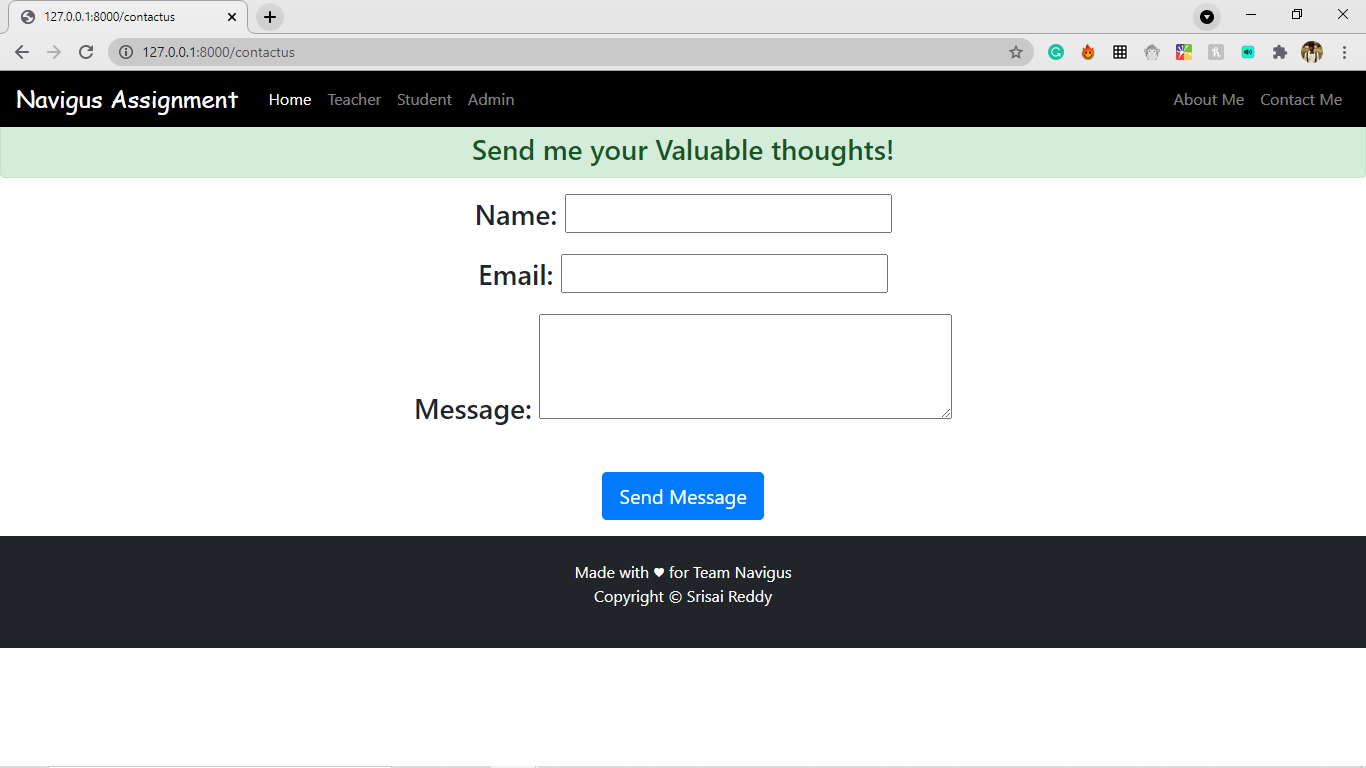 127.0.0.1:8000/contactus
127.0.0.1:8000/contactus
Navigus Assignment Home Teacher Student Admin About Me Contact Me
Send me your Valuable thoughts!
Name:
Email:
Message:
Send Message
Made with ♥ for Team Navigus
Copyright © Srisai Reddy